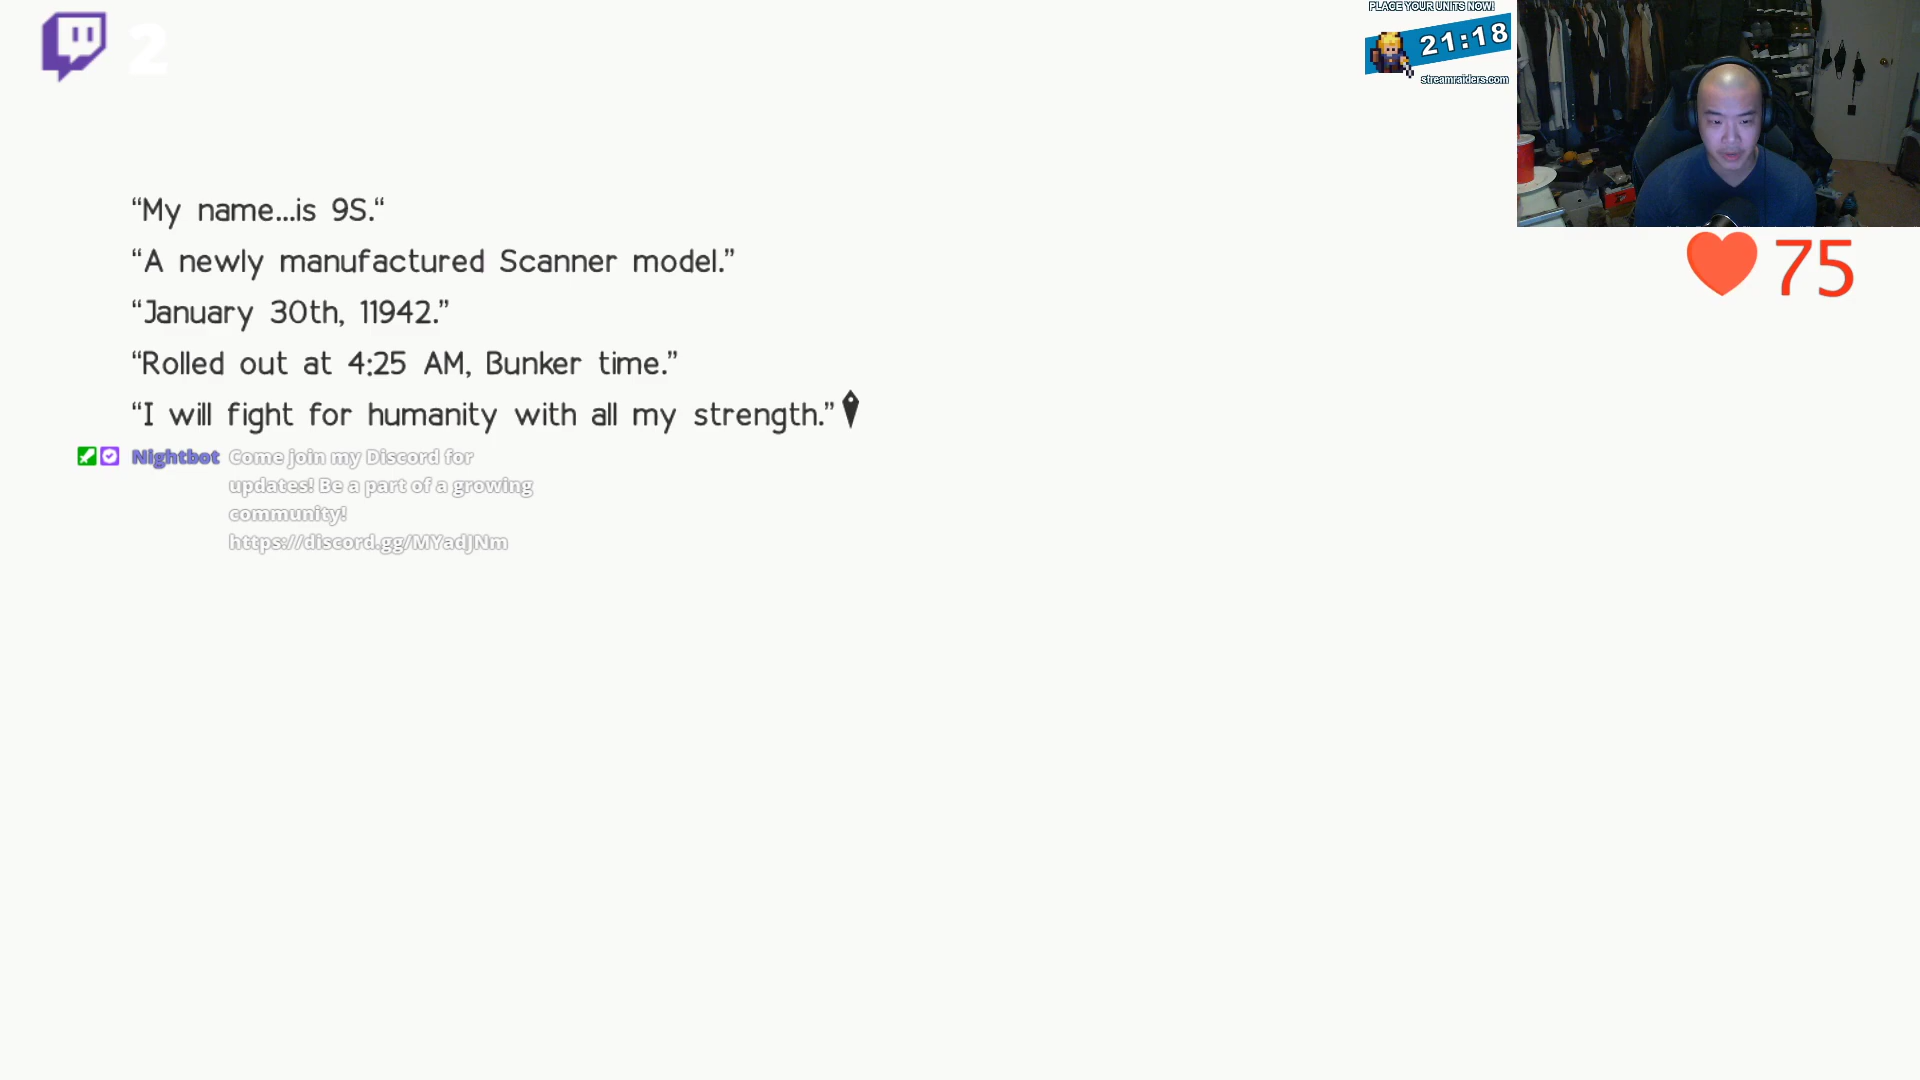 2
PLACE YOUR UNITS NOW!
21:18
streamraiders.com
75
“My name...is 9S.“
“A newly manufactured Scanner model.”
“January 30th, 11942.”
“Rolled out at 4:25 AM, Bunker time.”
“I will fight for humanity with all my strength.”
Nightbot Come join my Discord for
updates! Be a part of a growing
community!
https://discord.gg/MYadJNm